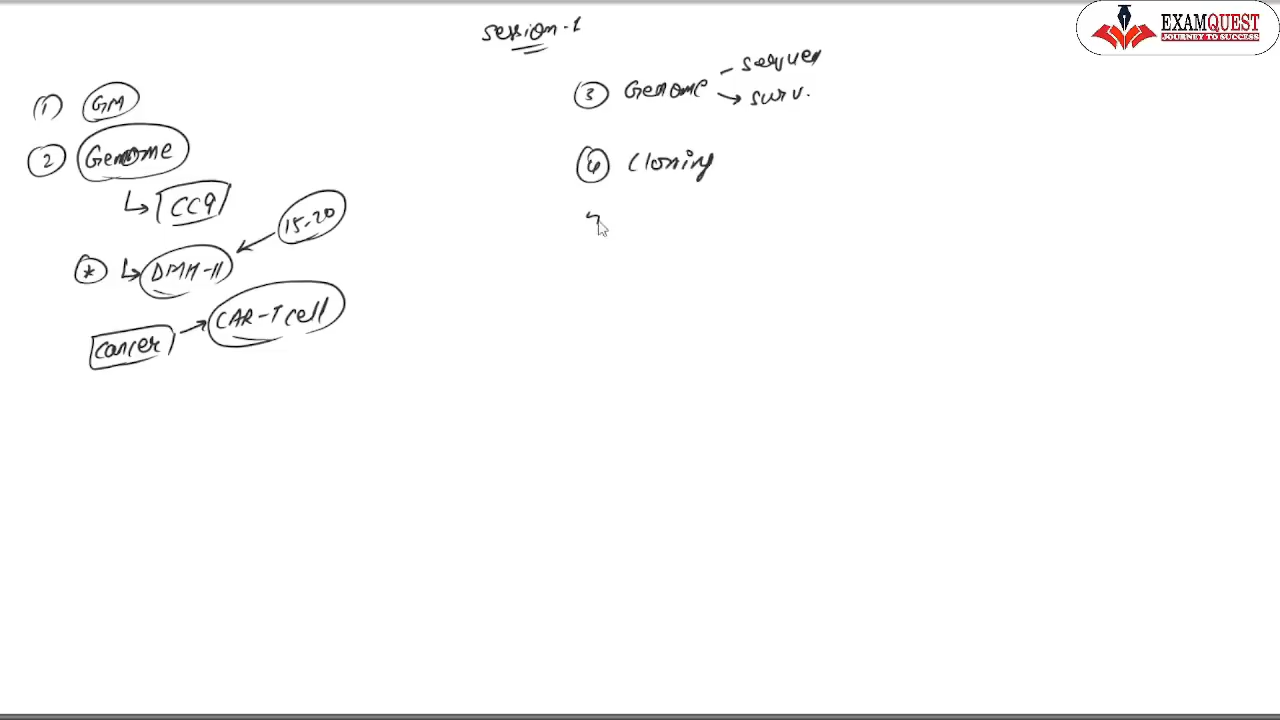 Session-1
① GM
② Genome
↳ CC9
15-20
* ↳ DMH-11
Cancer → CAR-T cell
③ Genome
- Sequen
→ Surv.
④ Cloning
EXAMQUEST
JOURNEY TO SUCCESS